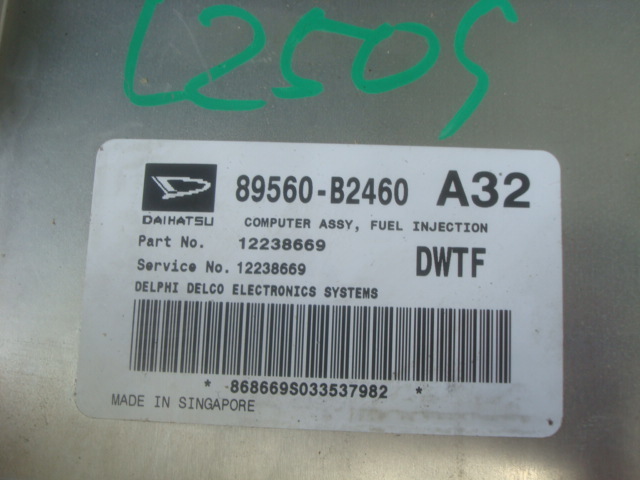 L250S
89560-B2460 A32
DAIHATSU COMPUTER ASSY, FUEL INJECTION
Part No. 12238669
Service No. 12238669 DWTF
DELPHI DELCO ELECTRONICS SYSTEMS
* 868669S033537982 *
MADE IN SINGAPORE